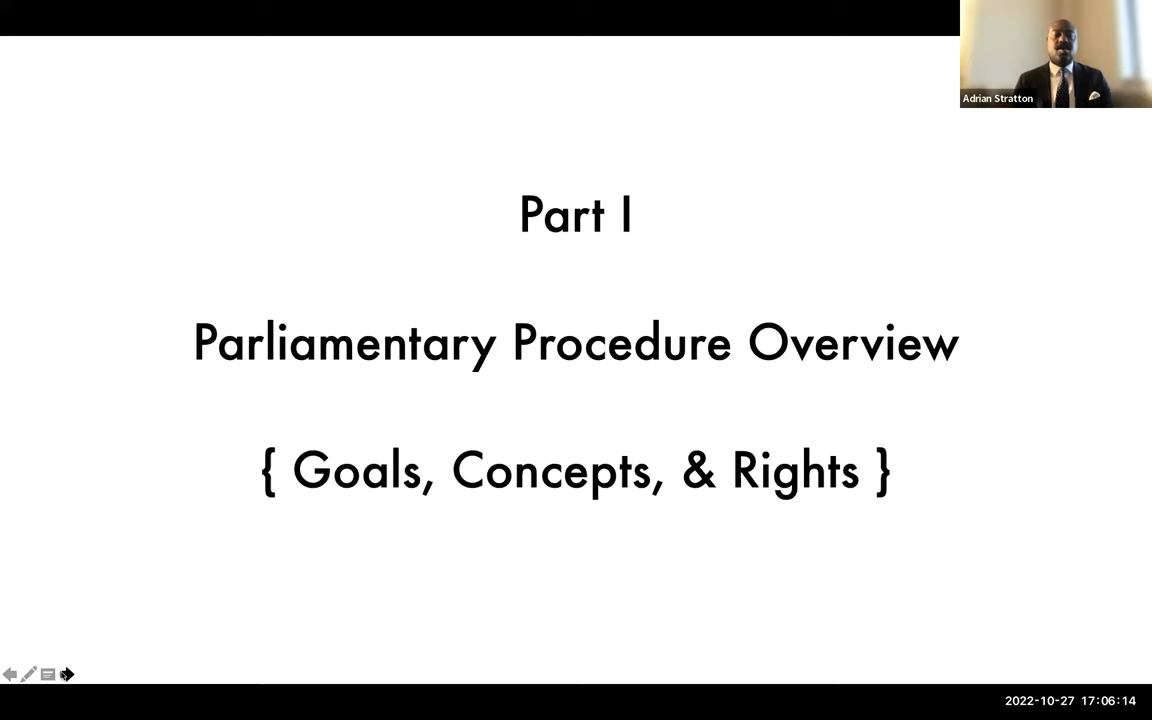 Adrian Stratton
Part I
Parliamentary Procedure Overview
{ Goals, Concepts, & Rights }
2022-10-27 17:06:14